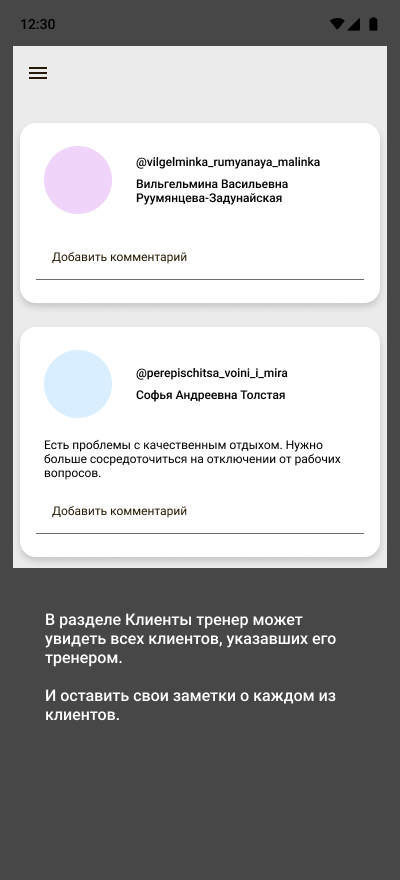 12:30
@vilgelminka_rumyanaya_malinka
Вильгельмина Васильевна
Руумянцева-Задунайская
Добавить комментарий
@perepischitsa_voini_i_mira
Софья Андреевна Толстая
Есть проблемы с качественным отдыхом. Нужно
больше сосредоточиться на отключении от рабочих
вопросов.
Добавить комментарий
В разделе Клиенты тренер может
увидеть всех клиентов, указавших его
тренером.
И оставить свои заметки о каждом из
клиентов.